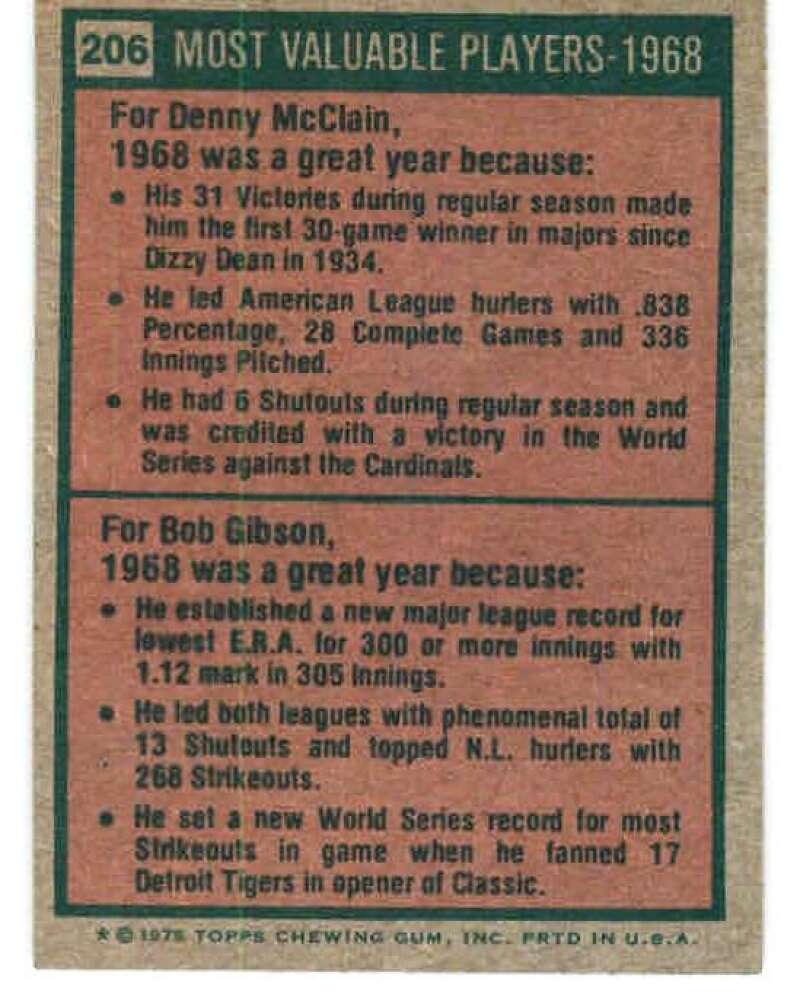 206 MOST VALUABLE PLAYERS-1968
For Denny McClain,
1968 was a great year because:
• His 31 Victories during regular season made
him the first 30-game winner in majors since
Dizzy Dean in 1934.
• He led American League hurlers with .838
Percentage, 28 Complete Games and 336
Innings Pitched.
• He had 6 Shutouts during regular season and
was credited with a victory in the World
Series against the Cardinals.
For Bob Gibson,
1968 was a great year because:
• He established a new major league record for
lowest E.R.A. for 300 or more innings with
1.12 mark in 305 Innings.
• He led both leagues with phenomenal total of
13 Shutouts and topped N.L. hurlers with
268 Strikeouts.
• He set a new World Series record for most
Strikeouts in game when he fanned 17
Detroit Tigers in opener of Classic.
* © 1975 TOPPS CHEWING GUM, INC. PRTD IN U.S.A.